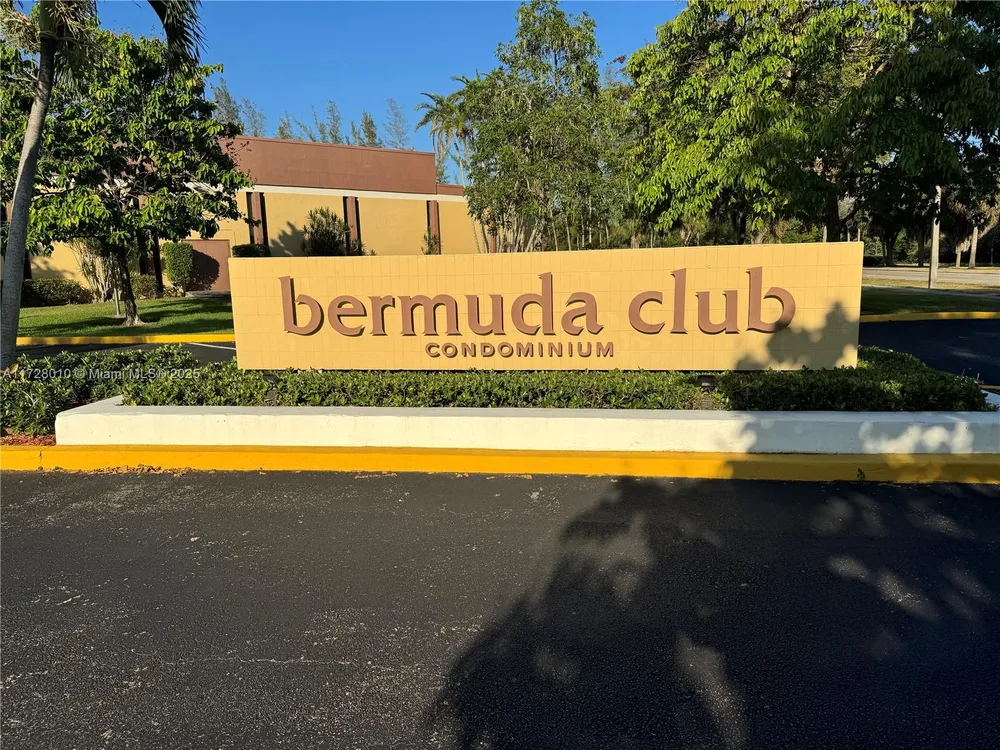 bermuda club
CONDOMINIUM
A11728010 © Miami MLS® 2025